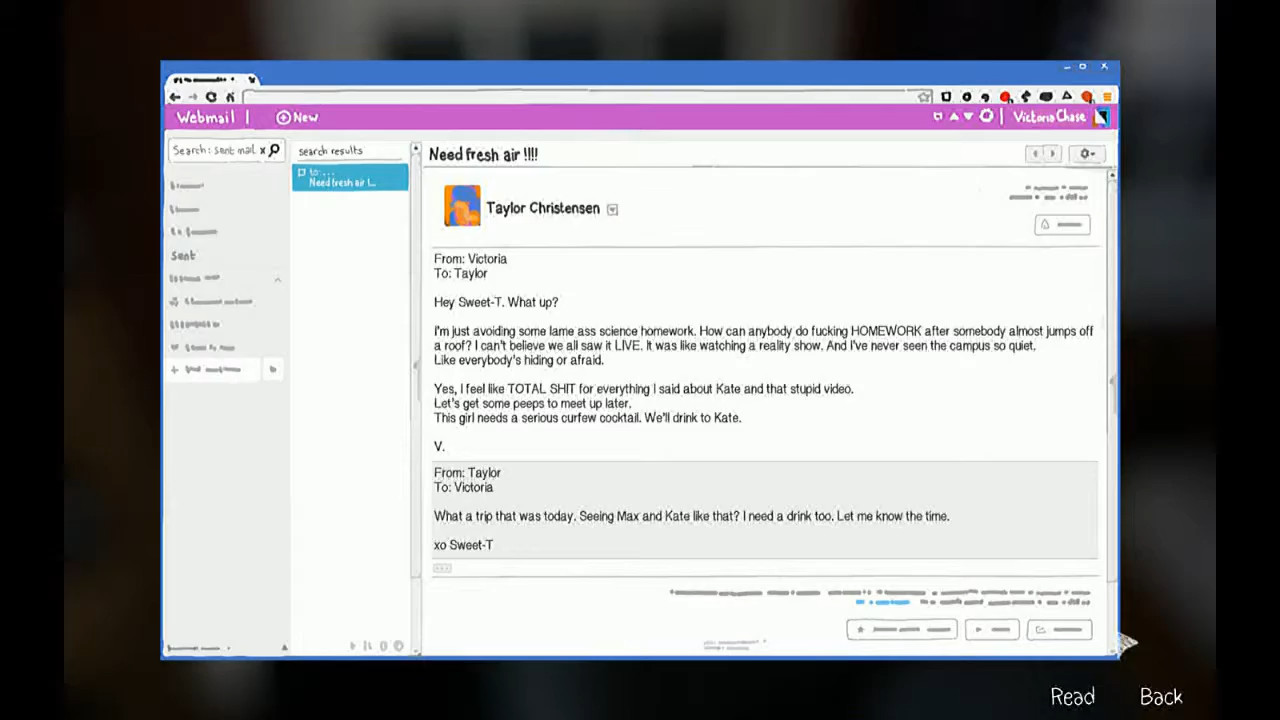 Webmail
New
Victoria Chase
Search: sent mail x
search results
Need fresh air !!!!
to: ...
Need fresh air !...
Taylor Christensen
Sent
From: Victoria
To: Taylor
Hey Sweet-T. What up?
I'm just avoiding some lame ass science homework. How can anybody do fucking HOMEWORK after somebody almost jumps off
a roof? I can't believe we all saw it LIVE. It was like watching a reality show. And I've never seen the campus so quiet.
Like everybody's hiding or afraid.
Yes, I feel like TOTAL SHIT for everything I said about Kate and that stupid video.
Let's get some peeps to meet up later.
This girl needs a serious curfew cocktail. We'll drink to Kate.
V.
From: Taylor
To: Victoria
What a trip that was today. Seeing Max and Kate like that? I need a drink too. Let me know the time.
xo Sweet-T
Read
Back